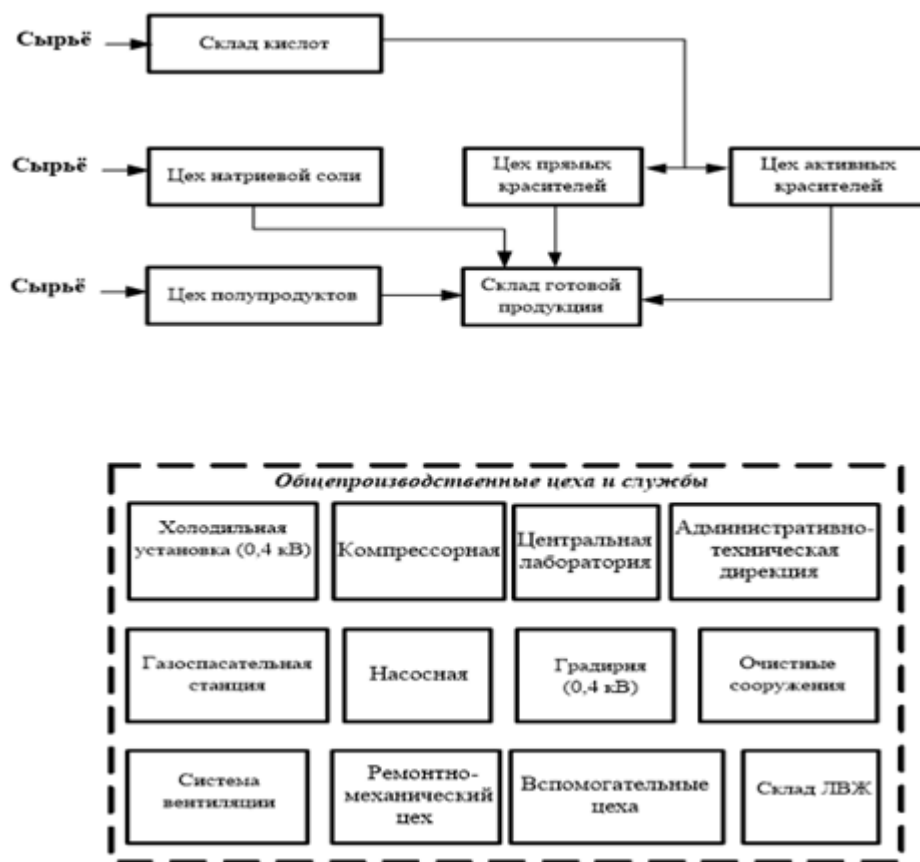 Сырьё
Склад кислот
Сырьё
Цех натриевой соли
Цех прямых
красителей
Цех активных
красителей
Сырьё
Цех полупродуктов
Склад готовой
продукции
Общепроизводственные цеха и службы
Холодильная
установка (0,4 кВ)
Компрессорная
Центральная
лаборатория
Административно-
техническая
дирекция
Газоспасательная
станция
Насосная
Градирня
(0,4 кВ)
Очистные
сооружения
Система
вентиляции
Ремонтно-
механический
цех
Вспомогательные
цеха
Склад ЛВЖ